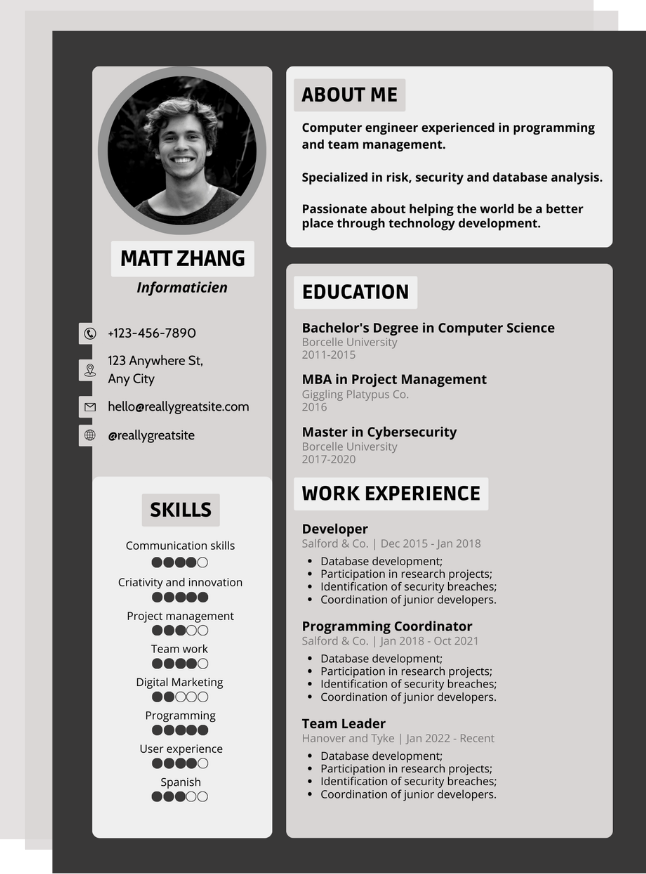 MATT ZHANG
Informaticien
+123-456-7890
123 Anywhere St,
Any City
hello@reallygreatsite.com
@reallygreatsite
SKILLS
Communication skills
Criativity and innovation
Project management
Team work
Digital Marketing
Programming
User experience
Spanish
ABOUT ME
Computer engineer experienced in programming
and team management.
Specialized in risk, security and database analysis.
Passionate about helping the world be a better
place through technology development.
EDUCATION
Bachelor's Degree in Computer Science
Borcelle University
2011-2015
MBA in Project Management
Giggling Platypus Co.
2016
Master in Cybersecurity
Borcelle University
2017-2020
WORK EXPERIENCE
Developer
Salford & Co. | Dec 2015 - Jan 2018
• Database development;
• Participation in research projects;
• Identification of security breaches;
• Coordination of junior developers.
Programming Coordinator
Salford & Co. | Jan 2018 - Oct 2021
• Database development;
• Participation in research projects;
• Identification of security breaches;
• Coordination of junior developers.
Team Leader
Hanover and Tyke | Jan 2022 - Recent
• Database development;
• Participation in research projects;
• Identification of security breaches;
• Coordination of junior developers.